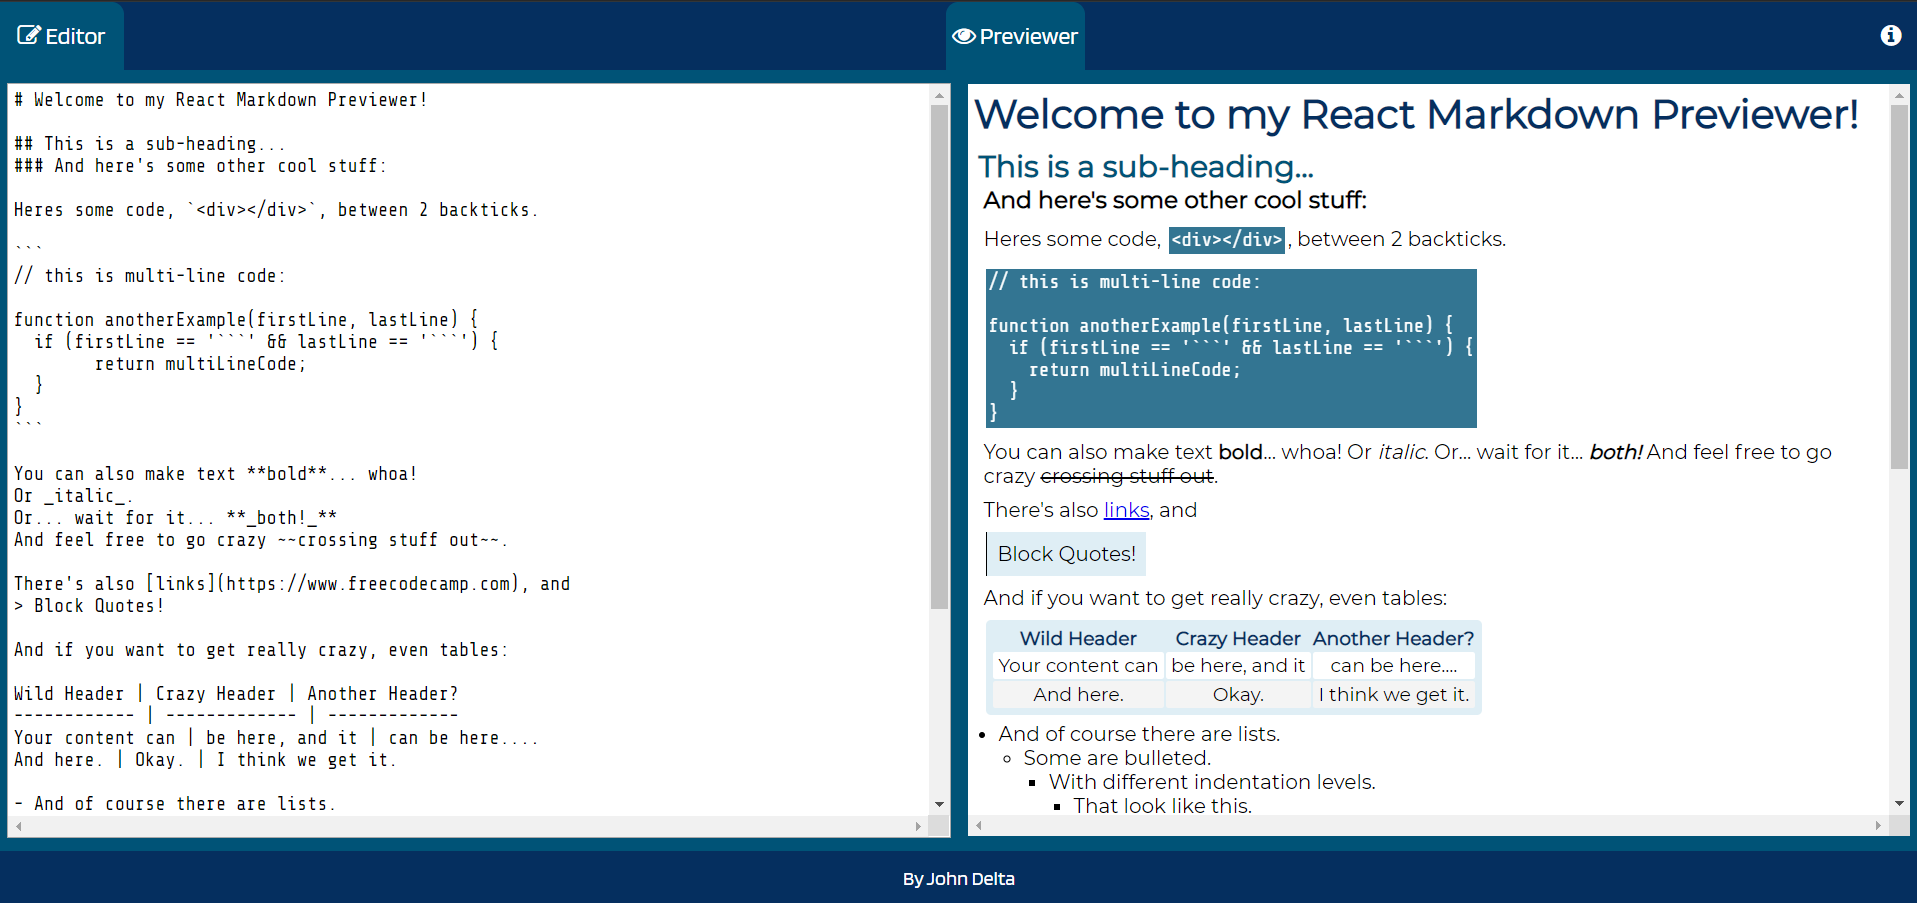 Editor
Previewer
# Welcome to my React Markdown Previewer!
## This is a sub-heading...
### And here's some other cool stuff:
Heres some code, `<div></div>`, between 2 backticks.
```
// this is multi-line code:
function anotherExample(firstLine, lastLine) {
  if (firstLine == '```' && lastLine == '```') {
        return multiLineCode;
  }
}
```
You can also make text **bold**... whoa!
Or _italic_.
Or... wait for it... **_both!_**
And feel free to go crazy ~~crossing stuff out~~.
There's also [links](https://www.freecodecamp.com), and
> Block Quotes!
And if you want to get really crazy, even tables:
Wild Header | Crazy Header | Another Header?
------------ | ------------- | -------------
Your content can | be here, and it | can be here....
And here. | Okay. | I think we get it.
- And of course there are lists.
Welcome to my React Markdown Previewer!
This is a sub-heading...
And here's some other cool stuff:
Heres some code, <div></div>, between 2 backticks.
// this is multi-line code:
function anotherExample(firstLine, lastLine) {
  if (firstLine == '```' && lastLine == '```') {
    return multiLineCode;
  }
}
You can also make text bold... whoa! Or italic. Or... wait for it... both! And feel free to go
crazy crossing stuff out.
There's also links, and
Block Quotes!
And if you want to get really crazy, even tables:
Wild Header Crazy Header Another Header?
Your content can be here, and it can be here....
And here. Okay. I think we get it.
And of course there are lists.
Some are bulleted.
With different indentation levels.
That look like this.
By John Delta